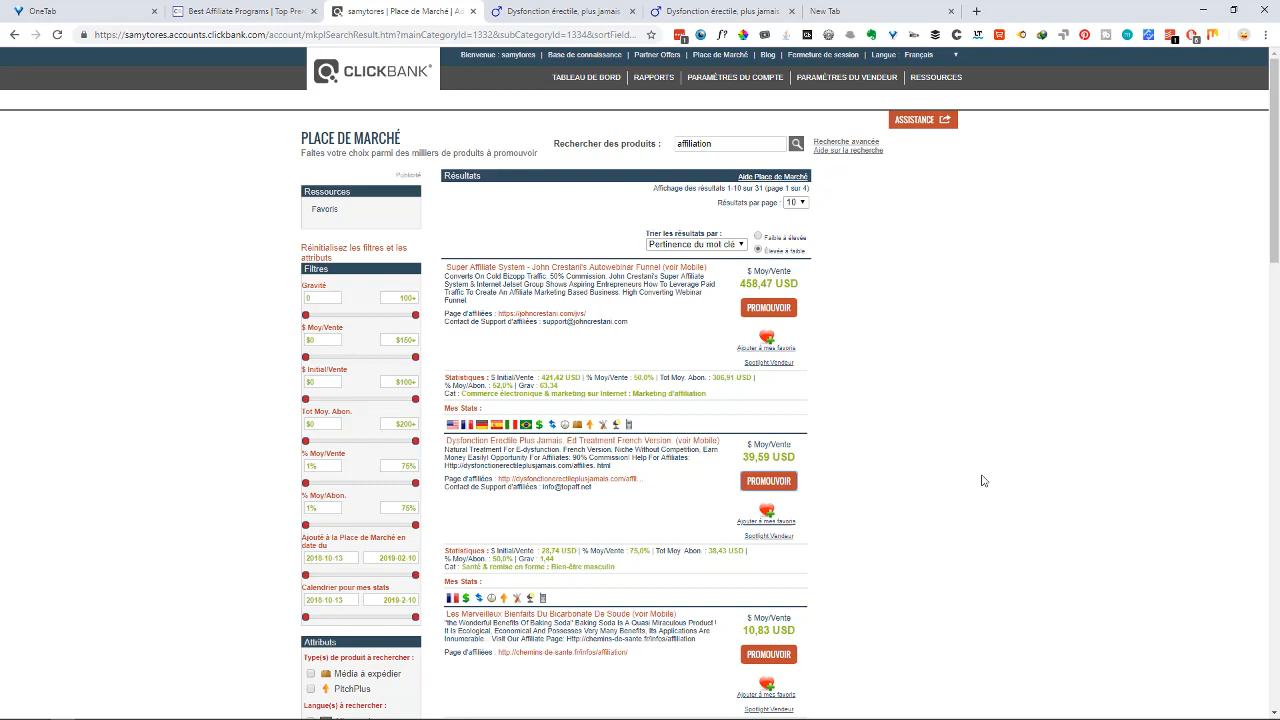 OneTab
Best Affiliate Programs | Top Pre
samytores | Place de Marché | Ad
Dysfonction érectile, plus jamais
Dysfonction érectile, plus jamais.
New Tab
https://samytores.accounts.clickbank.com/account/mkplSearchResult.htm?mainCategoryId=1332&subCategoryId=1334&sortField...
Bienvenue : samytores | Base de connaissance | Partner Offers | Place de Marché | Blog | Fermeture de session | Langue : Français
CLICKBANK
TABLEAU DE BORD | RAPPORTS | PARAMÈTRES DU COMPTE | PARAMÈTRES DU VENDEUR | RESSOURCES
ASSISTANCE
PLACE DE MARCHÉ
Faites votre choix parmi des milliers de produits à promouvoir
Rechercher des produits :
affiliation
Recherche avancée
Aide sur la recherche
Publicité
Ressources
Favoris
Réinitialisez les filtres et les
attributs
Filtres
Gravité
0 100+
$ Moy/Vente
$0 $150+
$ Initial/Vente
$0 $100+
Tot Moy. Abon.
$0 $200+
% Moy/Vente
1% 75%
% Moy/Abon.
1% 75%
Ajouté à la Place de Marché en
date du
2018-10-13 2019-02-10
Calendrier pour mes stats
2018-10-13 2019-2-10
Attributs
Type(s) de produit à rechercher :
Média à expédier
PitchPlus
Langue(s) à rechercher :
Résultats
Aide Place de Marché
Affichage des résultats 1-10 sur 31 (page 1 sur 4)
Résultats par page : 10
Trier les résultats par :
Pertinence du mot clé
Faible à élevée
Élevée à faible
Super Affiliate System - John Crestani's Autowebinar Funnel (voir Mobile)
Converts On Cold Bizopp Traffic. 50% Commission. John Crestani's Super Affiliate
System & Internet Jetset Group Shows Aspiring Entrepreneurs How To Leverage Paid
Traffic To Create An Affiliate Marketing Based Business. High Converting Webinar
Funnel.
Page d'affiliées : https://johncrestani.com/jvs/
Contact de Support d'affiliées : support@johncrestani.com
$ Moy/Vente
458,47 USD
PROMOUVOIR
Ajouter à mes favoris
Spotlight Vendeur
Statistiques : $ Initial/Vente : 421,42 USD | % Moy/Vente : 50,0% | Tot Moy. Abon. : 306,91 USD |
% Moy/Abon. : 52,0% | Grav : 63,34
Cat : Commerce électronique & marketing sur Internet : Marketing d'affiliation
Mes Stats :
Dysfonction Erectile Plus Jamais, Ed Treatment French Version. (voir Mobile)
Natural Treatment For E-dysfunction. French Version. Niche Without Competition, Earn
Money Easily! Opportunity For Affiliates: 90% Commission! Help For Affiliates:
Http://dysfonctionerectileplusjamais.com/affilies. html
Page d'affiliées : http://dysfonctionerectileplusjamais.com/affil...
Contact de Support d'affiliées : info@topaff.net
$ Moy/Vente
39,59 USD
PROMOUVOIR
Ajouter à mes favoris
Spotlight Vendeur
Statistiques : $ Initial/Vente : 28,74 USD | % Moy/Vente : 75,0% | Tot Moy. Abon. : 38,43 USD |
% Moy/Abon. : 50,0% | Grav : 1,44
Cat : Santé & remise en forme : Bien-être masculin
Mes Stats :
Les Merveilleux Bienfaits Du Bicarbonate De Soude (voir Mobile)
"the Wonderful Benefits Of Baking Soda" Baking Soda Is A Quasi Miraculous Product !
It Is Ecological, Economical And Possesses Very Many Benefits, Its Applications Are
Innumerable... Visit Our Affiliate Page: Http://chemins-de-sante.fr/infos/affiliation/
Page d'affiliées : http://chemins-de-sante.fr/infos/affiliation/
$ Moy/Vente
10,83 USD
PROMOUVOIR
Ajouter à mes favoris
Spotlight Vendeur